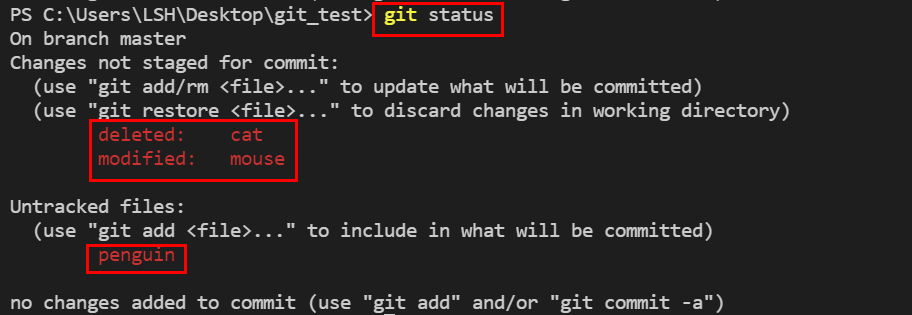 PS C:\Users\LSH\Desktop\git_test> git status
On branch master
Changes not staged for commit:
  (use "git add/rm <file>..." to update what will be committed)
  (use "git restore <file>..." to discard changes in working directory)
        deleted:    cat
        modified:   mouse

Untracked files:
  (use "git add <file>..." to include in what will be committed)
        penguin

no changes added to commit (use "git add" and/or "git commit -a")